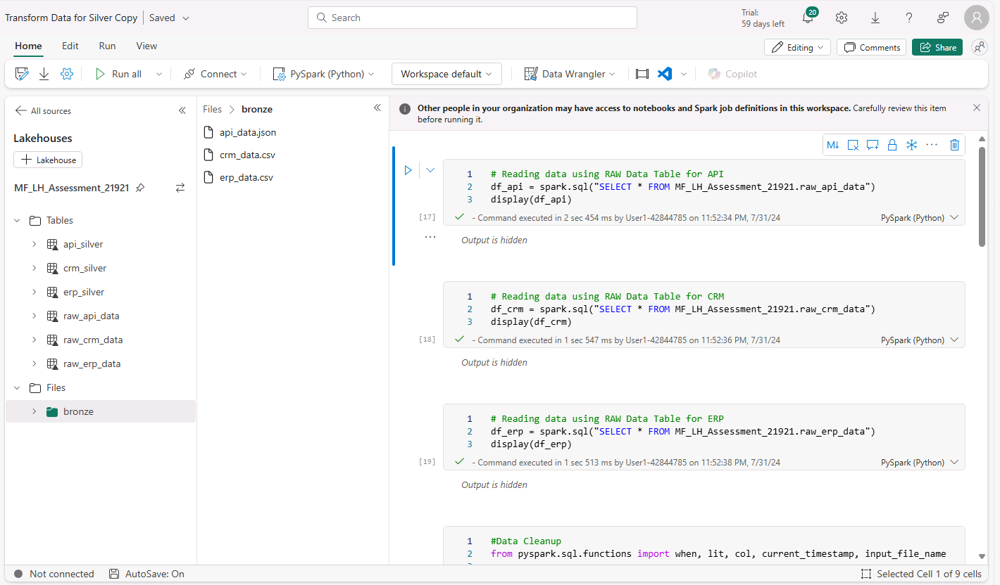 Transform Data for Silver Copy
Saved
Search
Trial:
59 days left
20
Home
Edit
Run
View
Editing
Comments
Share
Run all
Connect
PySpark (Python)
Workspace default
Data Wrangler
Copilot
All sources
Lakehouses
Lakehouse
MF_LH_Assessment_21921
Tables
api_silver
crm_silver
erp_silver
raw_api_data
raw_crm_data
raw_erp_data
Files
bronze
Files > bronze
api_data.json
crm_data.csv
erp_data.csv
Other people in your organization may have access to notebooks and Spark job definitions in this workspace. Carefully review this item
before running it.
M↓
1 # Reading data using RAW Data Table for API
2 df_api = spark.sql("SELECT * FROM MF_LH_Assessment_21921.raw_api_data")
3 display(df_api)
[17] - Command executed in 2 sec 454 ms by User1-42844785 on 11:52:34 PM, 7/31/24 PySpark (Python)
Output is hidden
1 # Reading data using RAW Data Table for CRM
2 df_crm = spark.sql("SELECT * FROM MF_LH_Assessment_21921.raw_crm_data")
3 display(df_crm)
[18] - Command executed in 1 sec 547 ms by User1-42844785 on 11:52:36 PM, 7/31/24 PySpark (Python)
Output is hidden
1 # Reading data using RAW Data Table for ERP
2 df_erp = spark.sql("SELECT * FROM MF_LH_Assessment_21921.raw_erp_data")
3 display(df_erp)
[19] - Command executed in 1 sec 513 ms by User1-42844785 on 11:52:38 PM, 7/31/24 PySpark (Python)
Output is hidden
1 #Data Cleanup
2 from pyspark.sql.functions import when, lit, col, current_timestamp, input_file_name
Not connected
AutoSave: On
Selected Cell 1 of 9 cells